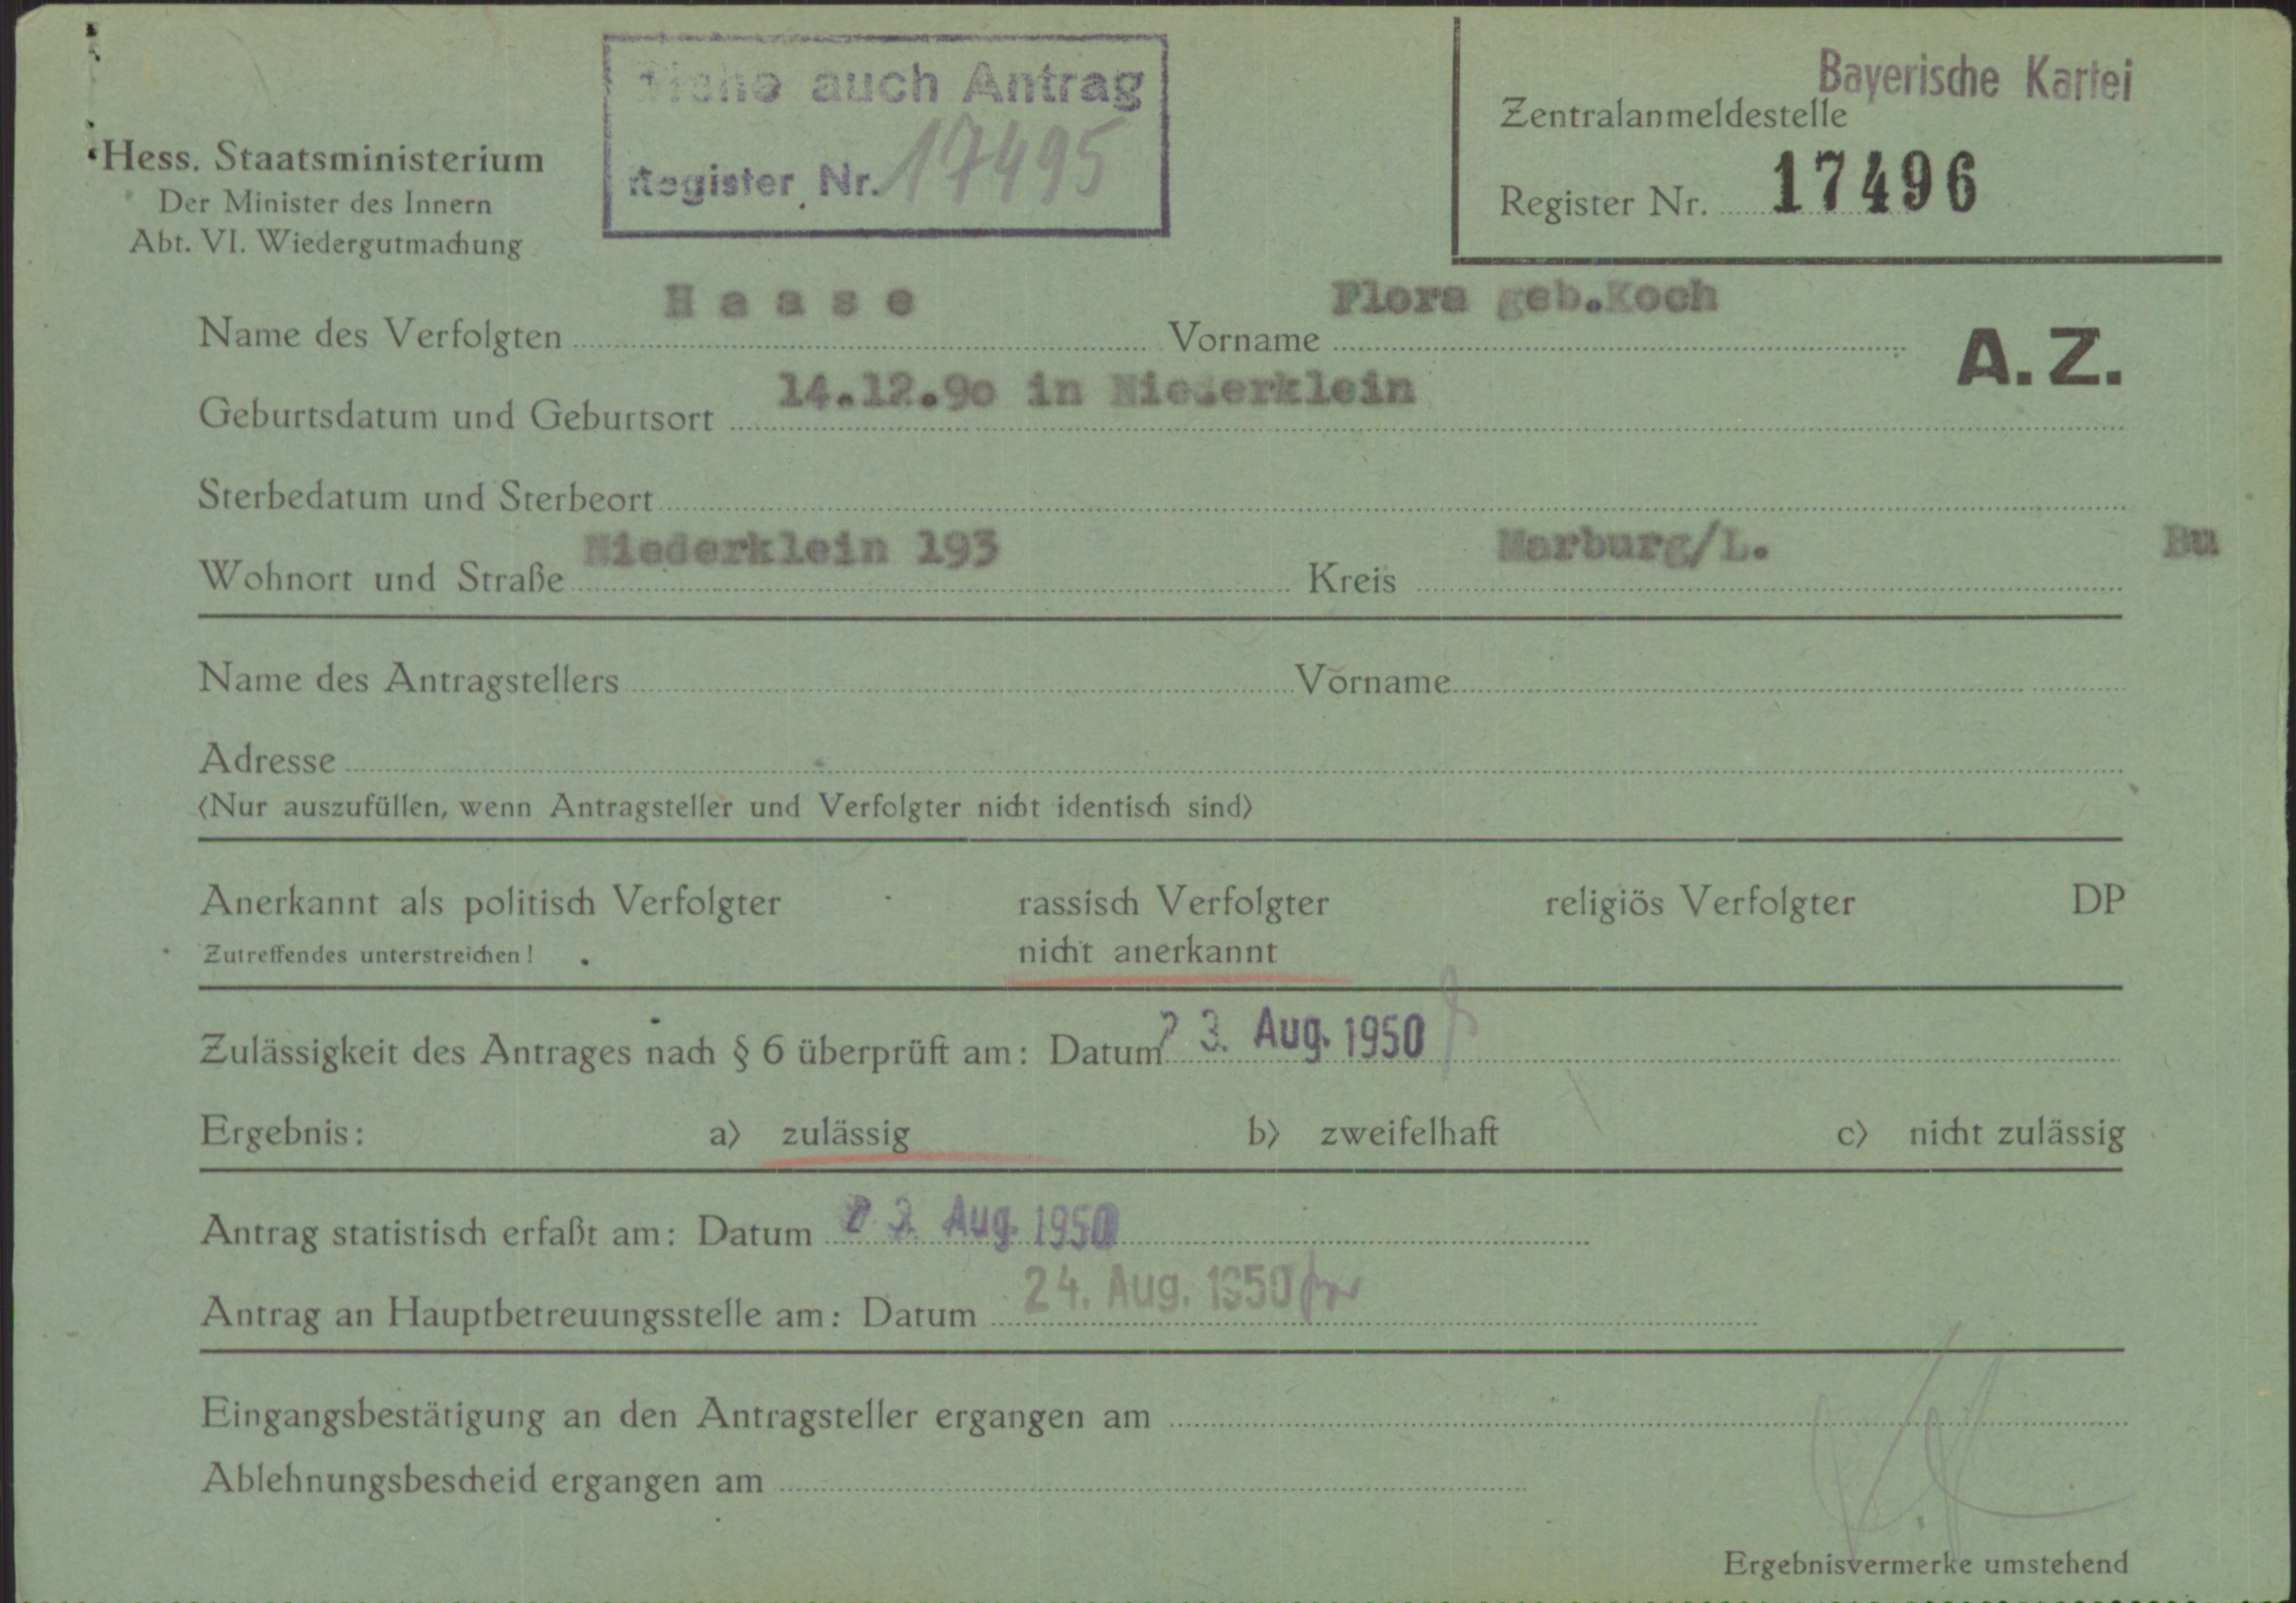 Siehe auch Antrag
Register Nr. 17495
Bayerische Kartei
Zentralanmeldestelle
Register Nr. 17496
Hess. Staatsministerium
Der Minister des Innern
Abt. VI. Wiedergutmachung
Name des Verfolgten H a a s e Vorname Flora geb.Koch
A.Z.
Geburtsdatum und Geburtsort 14.12.9o in Niederklein
Sterbedatum und Sterbeort
Wohnort und Straße Niederklein 193 Kreis Marburg/L. Bu
Name des Antragstellers Vorname
Adresse
(Nur auszufüllen, wenn Antragsteller und Verfolgter nicht identisch sind)
Anerkannt als politisch Verfolgter rassisch Verfolgter religiös Verfolgter DP
Zutreffendes unterstreichen! nicht anerkannt
Zulässigkeit des Antrages nach § 6 überprüft am: Datum 23. Aug. 1950
Ergebnis: a) zulässig b) zweifelhaft c) nicht zulässig
Antrag statistisch erfaßt am: Datum 23. Aug. 1950
Antrag an Hauptbetreuungsstelle am: Datum 24. Aug. 1950
Eingangsbestätigung an den Antragsteller ergangen am
Ablehnungsbescheid ergangen am
Ergebnisvermerke umstehend